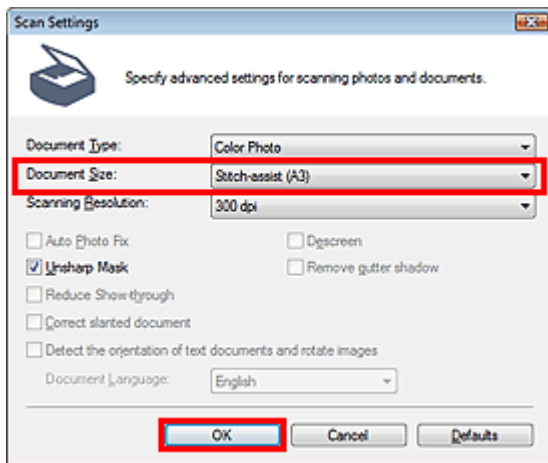 Scan Settings
Specify advanced settings for scanning photos and documents.
Document Type: Color Photo
Document Size: Stitch-assist (A3)
Scanning Resolution: 300 dpi
Auto Photo Fix Descreen
Unsharp Mask Remove gutter shadow
Reduce Show-through
Correct slanted document
Detect the orientation of text documents and rotate images
Document Language: English
OK Cancel Defaults